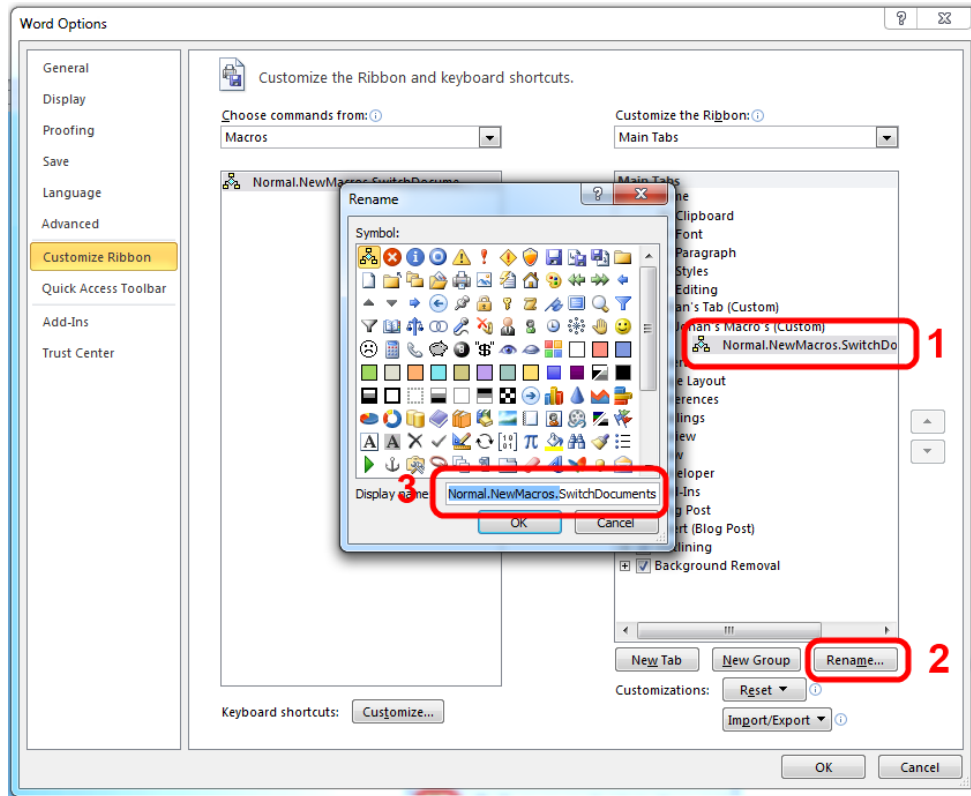 Word Options
General
Display
Proofing
Save
Language
Advanced
Customize Ribbon
Quick Access Toolbar
Add-Ins
Trust Center
Customize the Ribbon and keyboard shortcuts.
Choose commands from:
Macros
Normal.NewMacros.SwitchDocume...
Keyboard shortcuts: Customize...
Customize the Ribbon:
Main Tabs
Main Tabs
Clipboard
Font
Paragraph
Styles
Editing
an's Tab (Custom)
Johan's Macro's (Custom)
Normal.NewMacros.SwitchDo
1
e Layout
erences
lings
iew
w
eloper
-Ins
g Post
ert (Blog Post)
lining
Background Removal
New Tab New Group Rename... 2
Customizations: Reset
Import/Export
Rename
Symbol:
3
Display name: Normal.NewMacros.SwitchDocuments
OK Cancel
OK Cancel